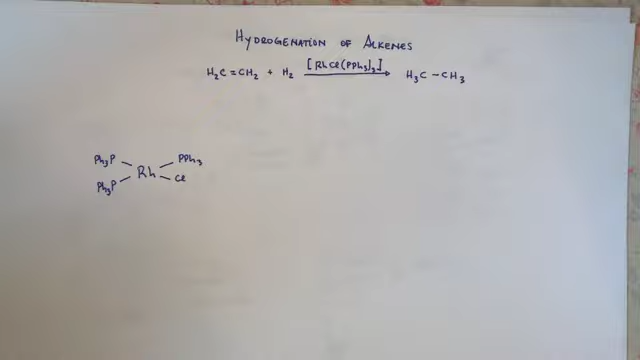 HYDROGENATION OF ALKENES
H₂C=CH₂ + H₂ [RhCl(PPh₃)₃] → H₃C-CH₃
Ph₃P PPh₃
Rh
Ph₃P Cl